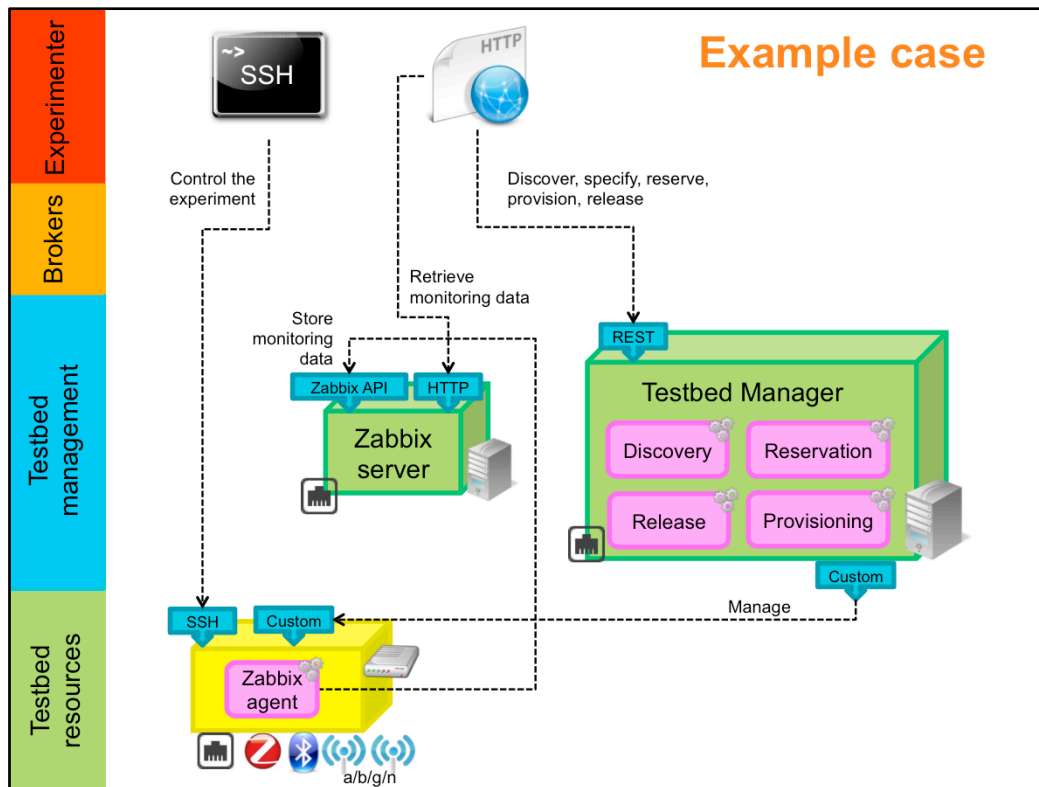 Example case
Experimenter
Brokers
Testbed
management
Testbed
resources
~>
SSH
HTTP
Control the
experiment
Discover, specify, reserve,
provision, release
Retrieve
monitoring data
Store
monitoring
data
REST
Testbed Manager
Discovery
Reservation
Release
Provisioning
Custom
Zabbix API
HTTP
Zabbix
server
Manage
SSH
Custom
Zabbix
agent
Z
a/b/g/n